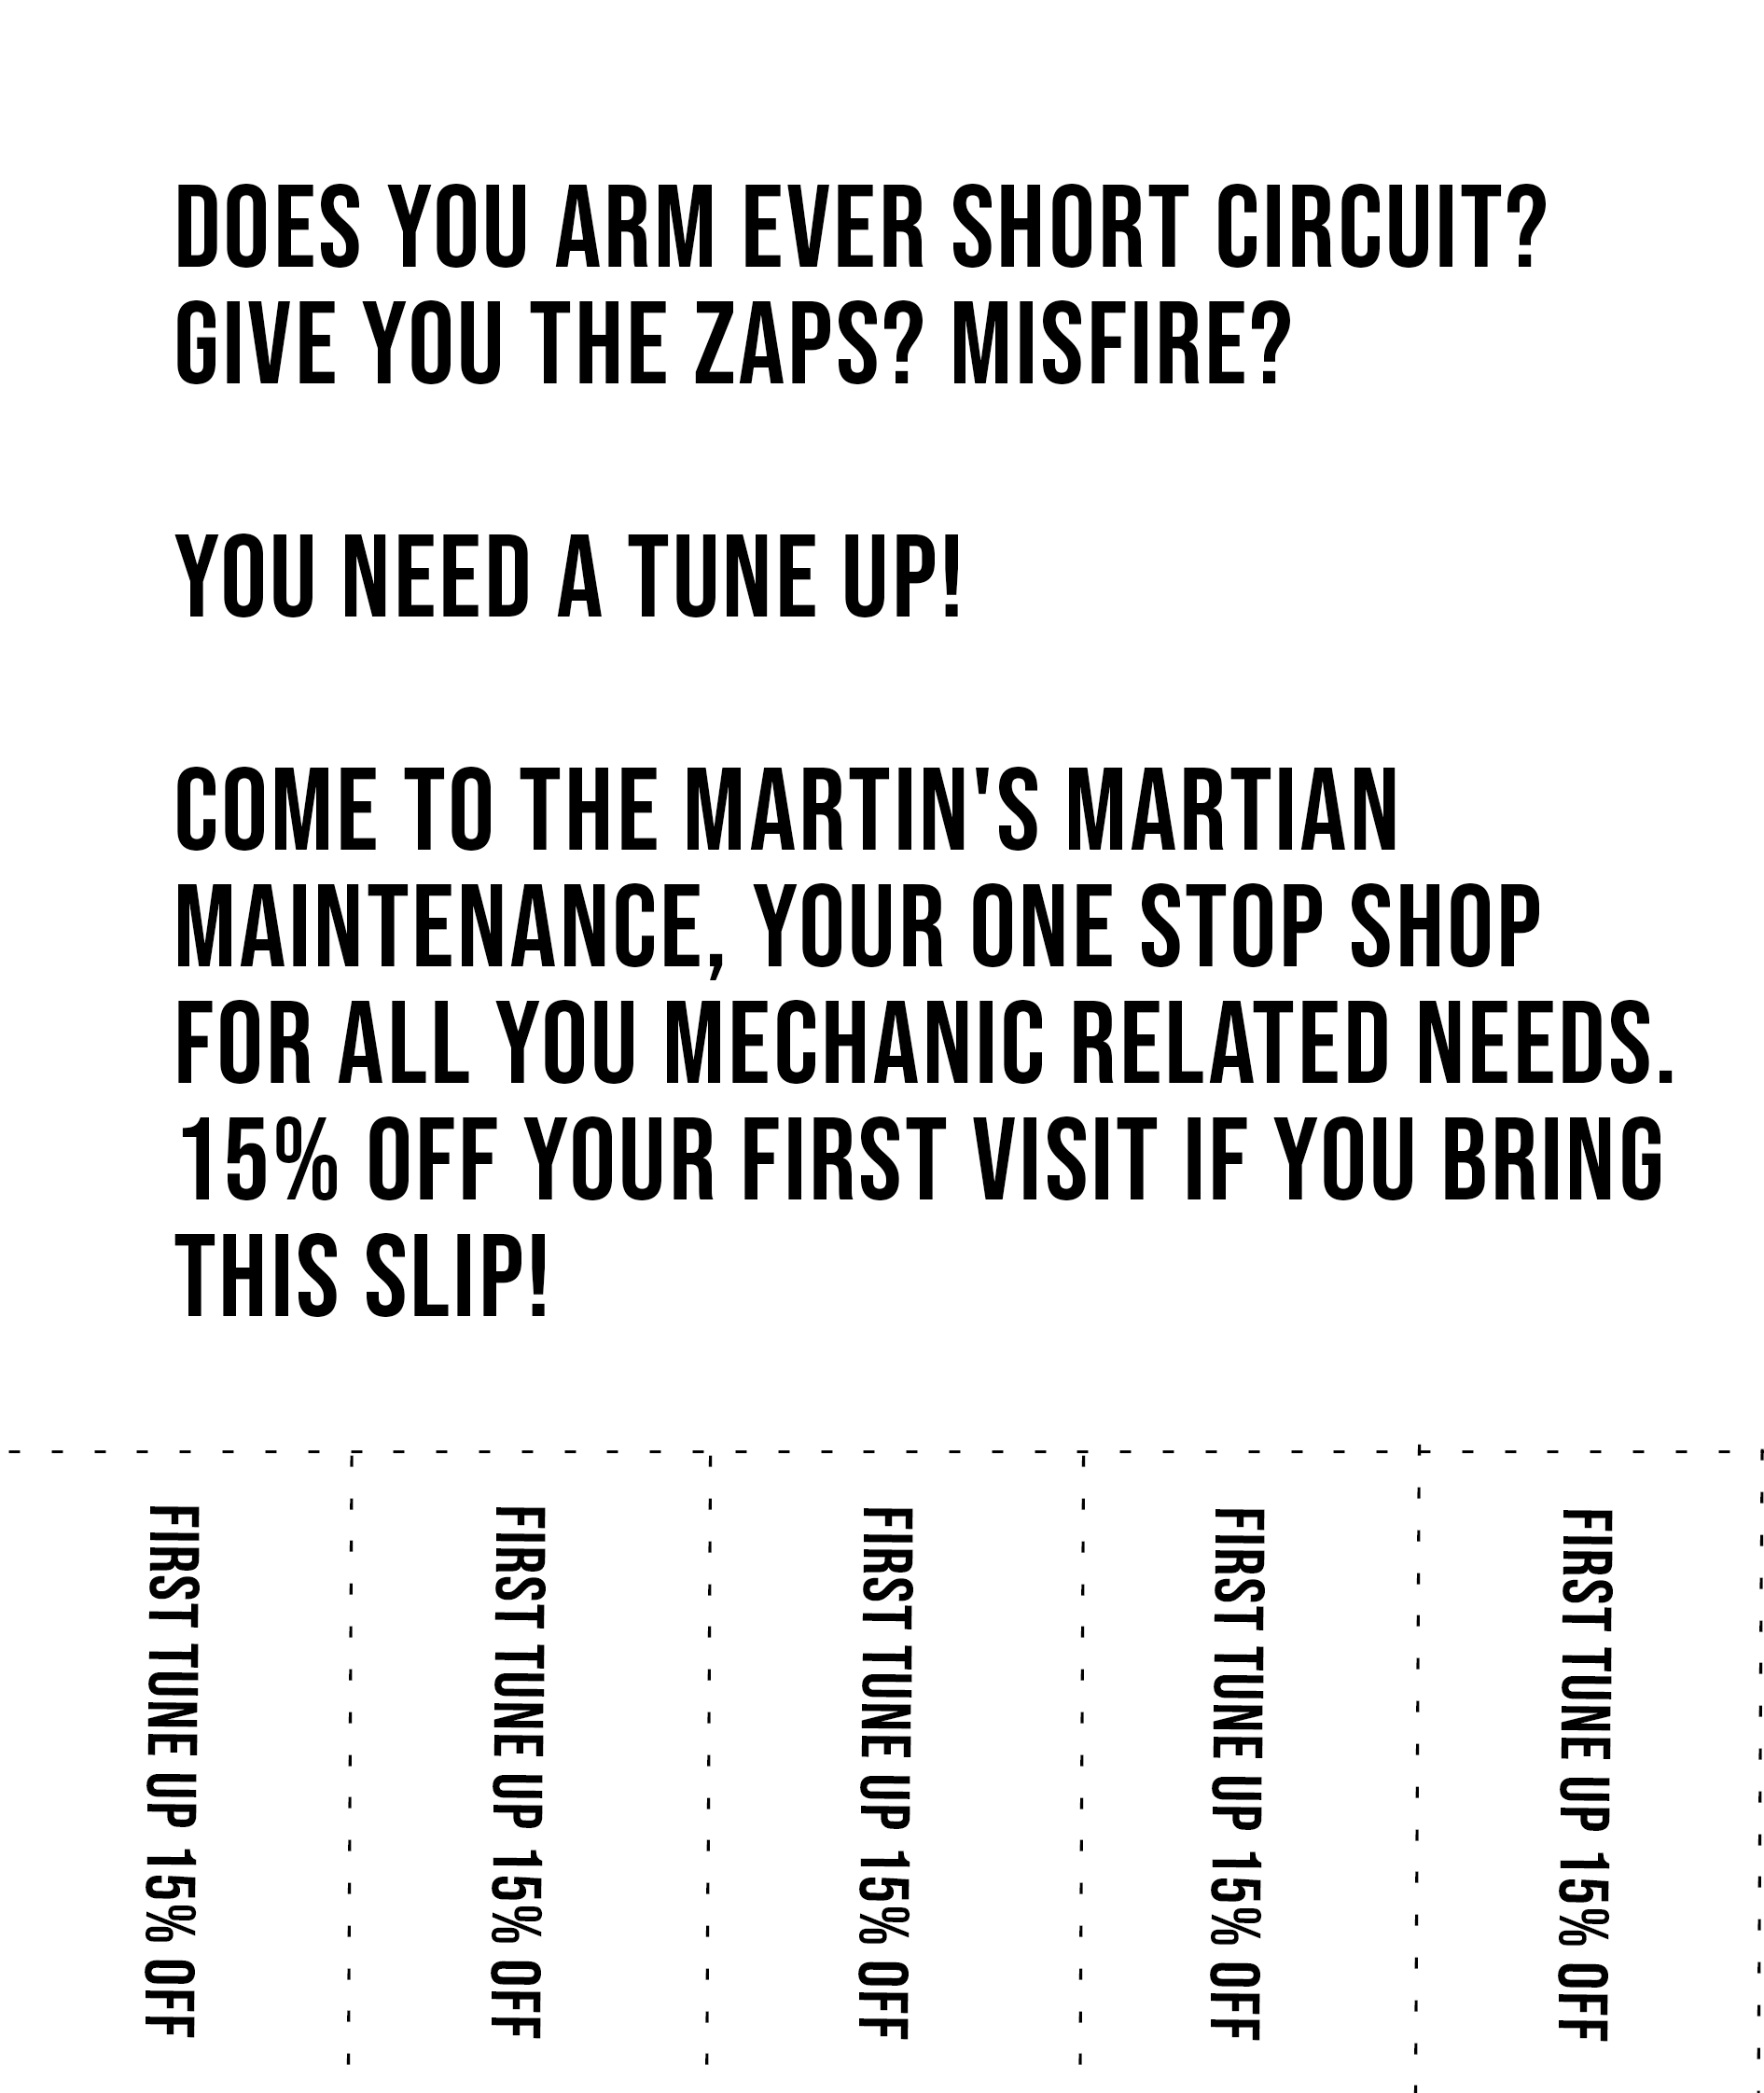 DOES YOU ARM EVER SHORT CIRCUIT?
GIVE YOU THE ZAPS? MISFIRE?
YOU NEED A TUNE UP!
COME TO THE MARTIN'S MARTIAN
MAINTENANCE, YOUR ONE STOP SHOP
FOR ALL YOU MECHANIC RELATED NEEDS.
15% OFF YOUR FIRST VISIT IF YOU BRING
THIS SLIP!
FIRST TUNE UP 15% OFF
FIRST TUNE UP 15% OFF
FIRST TUNE UP 15% OFF
FIRST TUNE UP 15% OFF
FIRST TUNE UP 15% OFF